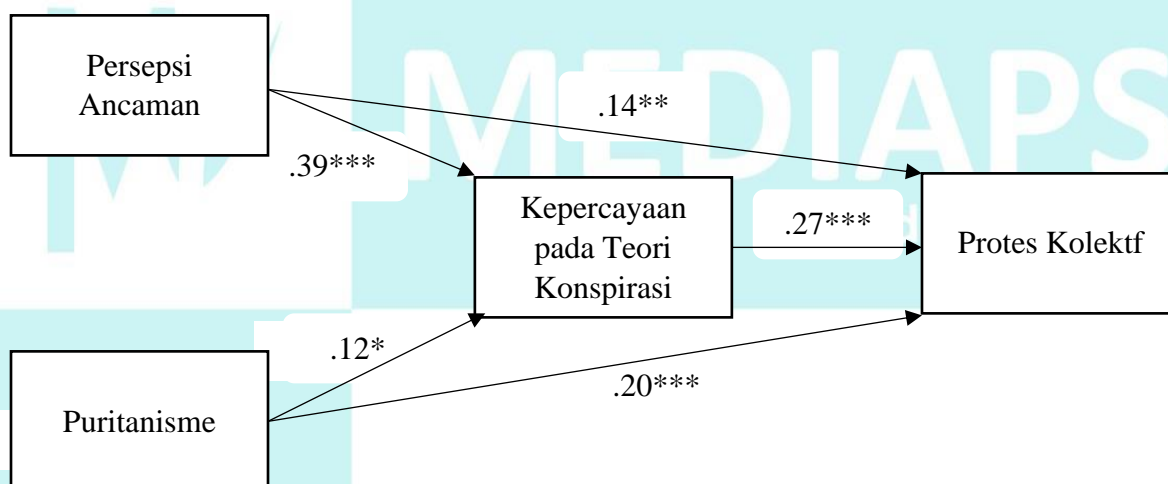 MEDIAPS
Persepsi
Ancaman
.14**
.39***
Kepercayaan
pada Teori
Konspirasi
.27***
Protes Kolektf
.12*
.20***
Puritanisme